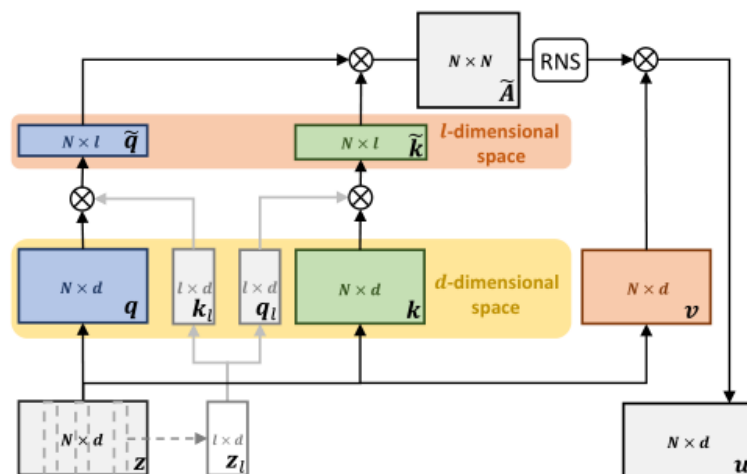 N × N
Ã
RNS
N × l
q̃
N × l
k̃
l-dimensional
space
N × d
q
l × d
k_l
l × d
q_l
N × d
k
d-dimensional
space
N × d
v
N × d
z
l × d
z_l
N × d
u